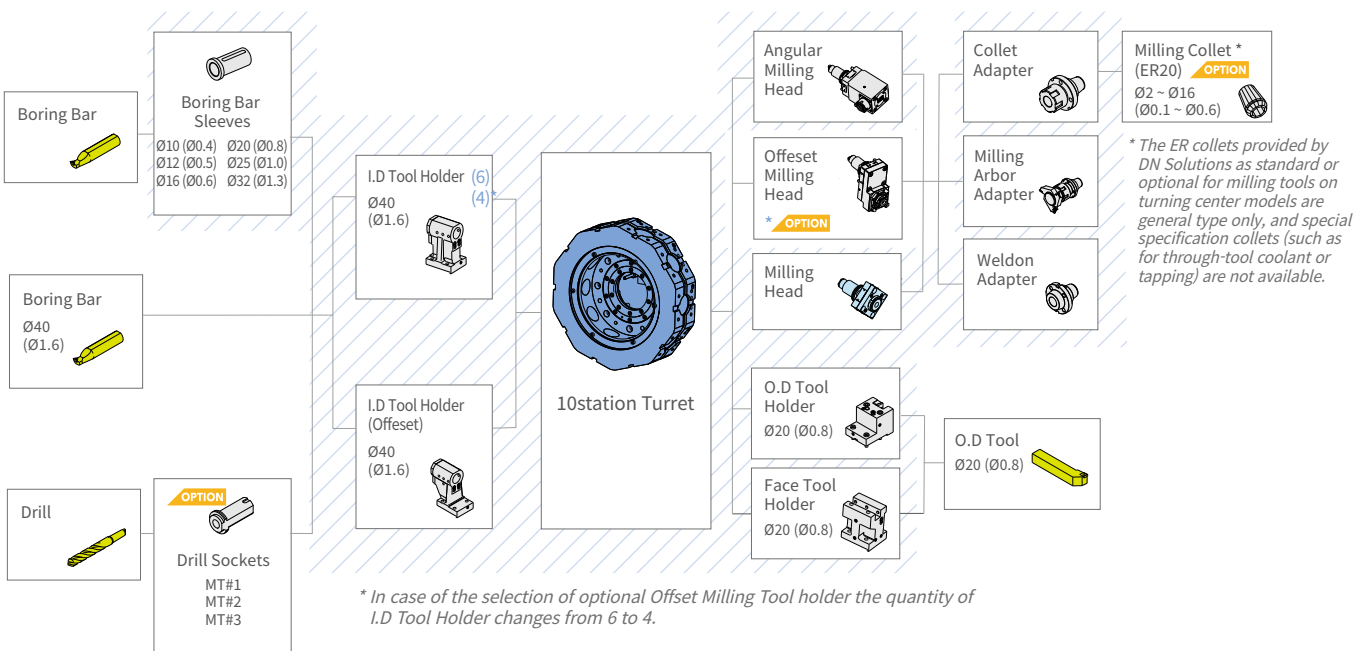 Boring Bar
Boring Bar
Sleeves
Ø10 (Ø0.4) Ø20 (Ø0.8)
Ø12 (Ø0.5) Ø25 (Ø1.0)
Ø16 (Ø0.6) Ø32 (Ø1.3)
Boring Bar
Ø40
(Ø1.6)
Drill
OPTION
Drill Sockets
MT#1
MT#2
MT#3
I.D Tool Holder (6)
(4)*
Ø40
(Ø1.6)
I.D Tool Holder
(Offeset)
Ø40
(Ø1.6)
10station Turret
Angular
Milling
Head
Offeset
Milling
Head
* OPTION
Milling
Head
O.D Tool
Holder
Ø20 (Ø0.8)
Face Tool
Holder
Ø20 (Ø0.8)
Collet
Adapter
Milling
Arbor
Adapter
Weldon
Adapter
O.D Tool
Ø20 (Ø0.8)
Milling Collet *
(ER20) OPTION
Ø2 ~ Ø16
(Ø0.1 ~ Ø0.6)
* The ER collets provided by
DN Solutions as standard or
optional for milling tools on
turning center models are
general type only, and special
specification collets (such as
for through-tool coolant or
tapping) are not available.
* In case of the selection of optional Offset Milling Tool holder the quantity of
I.D Tool Holder changes from 6 to 4.